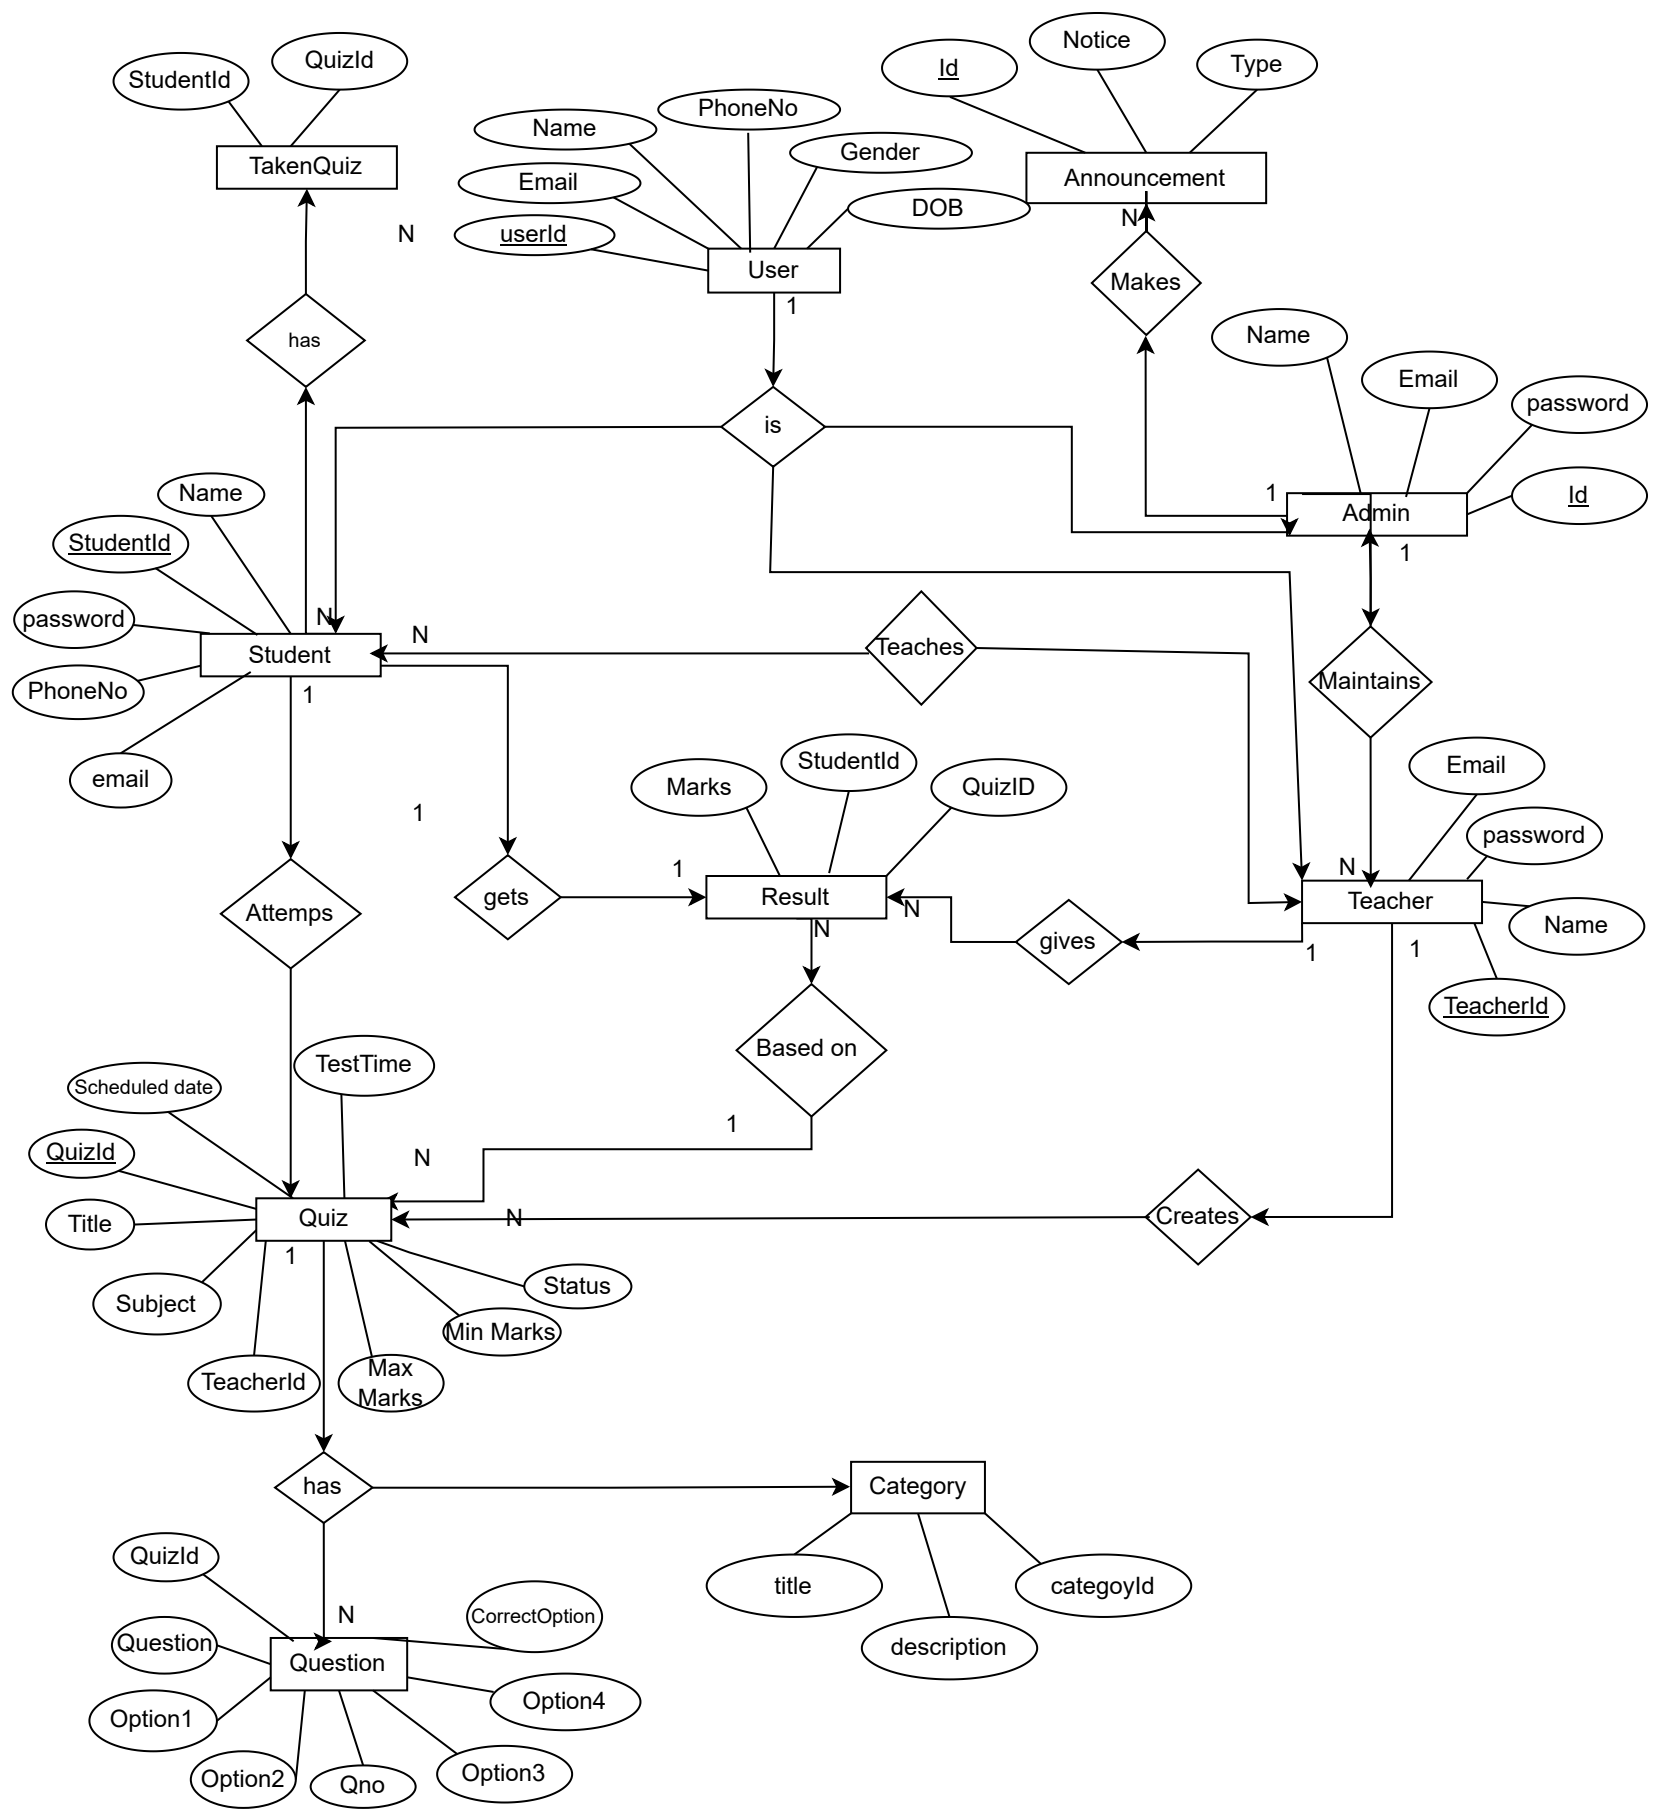 Notice
QuizId
Type
Id
StudentId
PhoneNo
Name
Gender
TakenQuiz
Announcement
Email
DOB
N
userId
N
User
Makes
1
Name
has
Email
password
is
Name
1
Id
Admin
StudentId
1
N
password
N
Teaches
Student
Maintains
PhoneNo
1
StudentId
Email
email
Marks
QuizID
1
password
1
N
gets
Result
Teacher
N
Attemps
N
Name
gives
1
1
TeacherId
Based on
TestTime
Scheduled date
1
QuizId
N
Title
Quiz
N
Creates
1
Status
Subject
Min Marks
TeacherId
Max
Marks
has
Category
QuizId
title
categoyId
N
CorrectOption
Question
description
Question
Option4
Option1
Option2
Qno
Option3